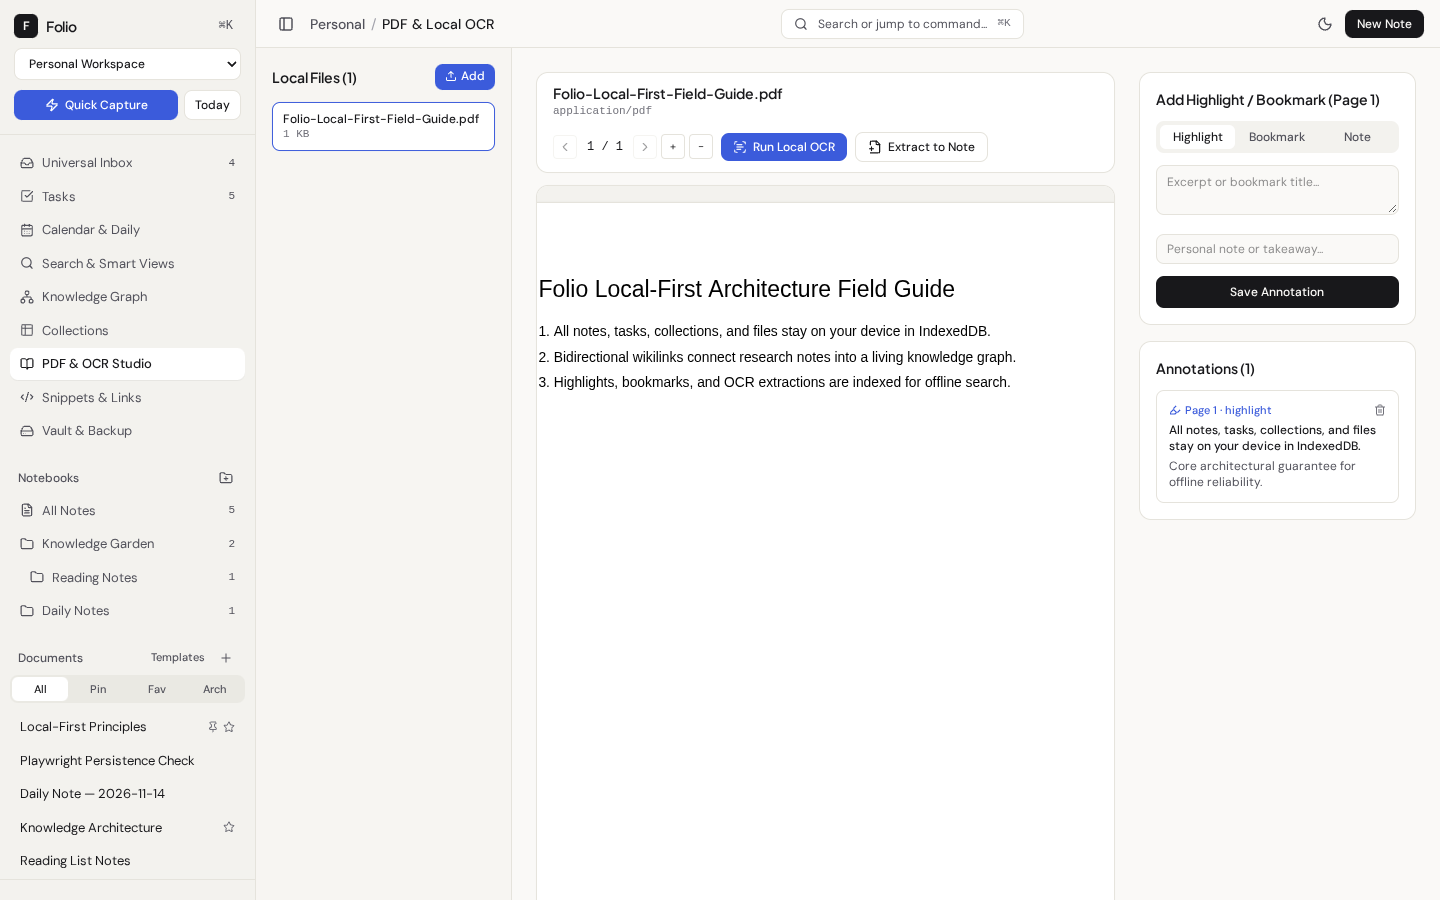 F Folio ⌘K
Personal Workspace
Quick Capture Today
Universal Inbox 4
Tasks 5
Calendar & Daily
Search & Smart Views
Knowledge Graph
Collections
PDF & OCR Studio
Snippets & Links
Vault & Backup
Notebooks
All Notes 5
Knowledge Garden 2
Reading Notes 1
Daily Notes 1
Documents Templates
All Pin Fav Arch
Local-First Principles
Playwright Persistence Check
Daily Note — 2026-11-14
Knowledge Architecture
Reading List Notes
Personal / PDF & Local OCR
Search or jump to command... ⌘K
New Note
Local Files (1) Add
Folio-Local-First-Field-Guide.pdf
1 KB
Folio-Local-First-Field-Guide.pdf
application/pdf
1 / 1 + - Run Local OCR Extract to Note
Folio Local-First Architecture Field Guide
1. All notes, tasks, collections, and files stay on your device in IndexedDB.
2. Bidirectional wikilinks connect research notes into a living knowledge graph.
3. Highlights, bookmarks, and OCR extractions are indexed for offline search.
Add Highlight / Bookmark (Page 1)
Highlight Bookmark Note
Excerpt or bookmark title...
Personal note or takeaway...
Save Annotation
Annotations (1)
Page 1 · highlight
All notes, tasks, collections, and files
stay on your device in IndexedDB.
Core architectural guarantee for
offline reliability.